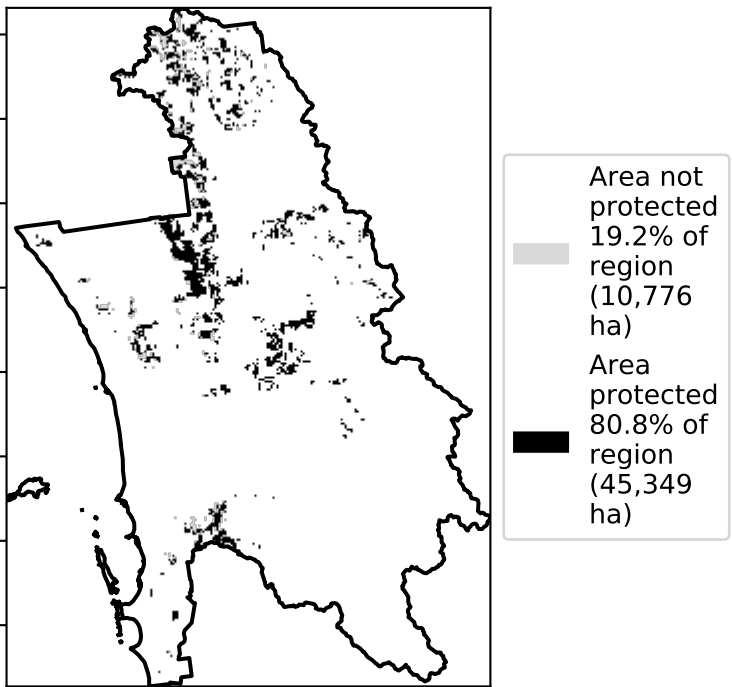 Area not
protected
19.2% of
region
(10,776
ha)
Area
protected
80.8% of
region
(45,349
ha)